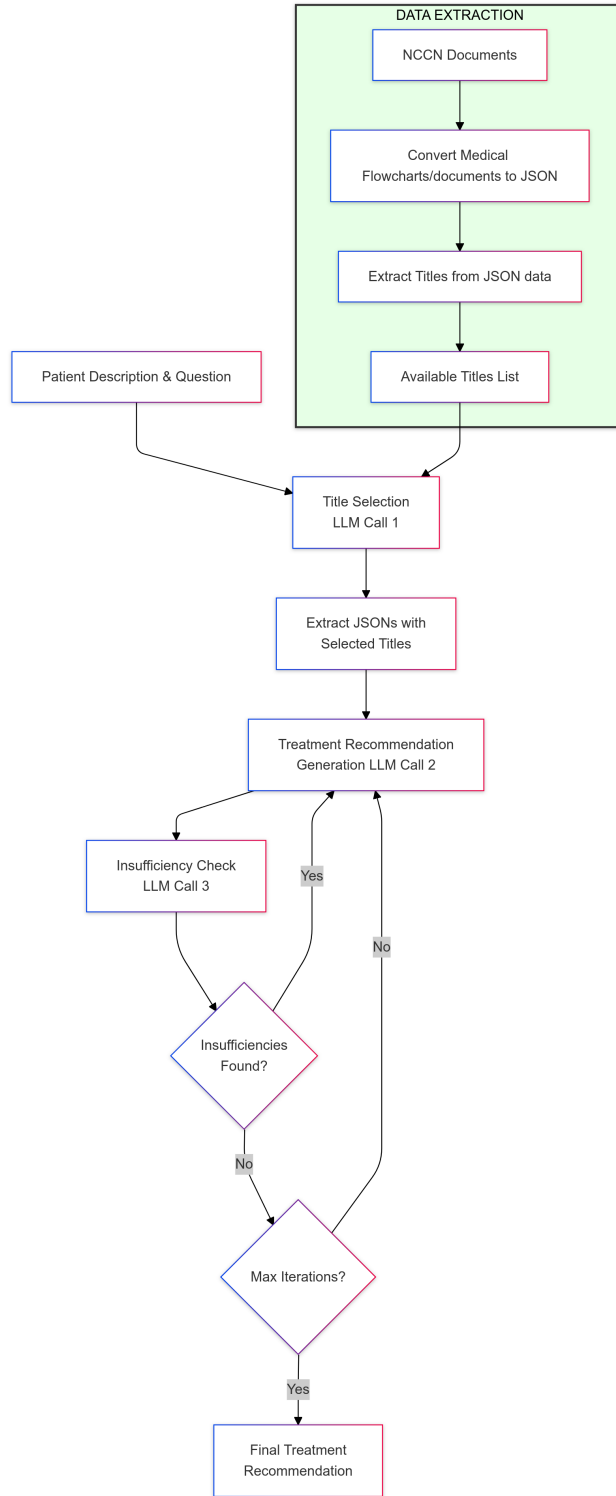 DATA EXTRACTION
NCCN Documents
Convert Medical
Flowcharts/documents to JSON
Extract Titles from JSON data
Patient Description & Question
Available Titles List
Title Selection
LLM Call 1
Extract JSONs with
Selected Titles
Treatment Recommendation
Generation LLM Call 2
Insufficiency Check
LLM Call 3
Yes
No
Insufficiencies
Found?
No
Max Iterations?
Yes
Final Treatment
Recommendation